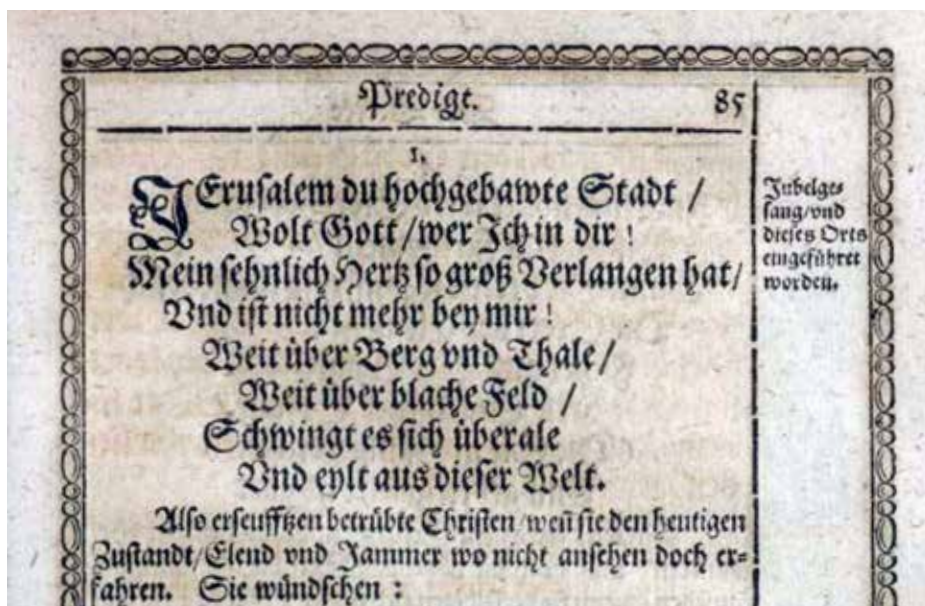 Predigt. 85
1.
JErusalem du hochgebawte Stadt /
Wolt Gott / wer Ich in dir !
Mein sehnlich Hertz so groß Verlangen hat /
Vnd ist nicht mehr bey mir !
Weit über Berg vnd Thale /
Weit über blache Feld /
Schwingt es sich überale
Vnd eylt aus dieser Welt.
Also erseufftzen betrübte Christen / weñ sie den heutigen
Zustandt / Elend vnd Jammer wo nicht ansehen doch er=
fahren. Sie wündschen :
Jubelge=
sang / vnd
dieses Orts
eingeführet
worden.